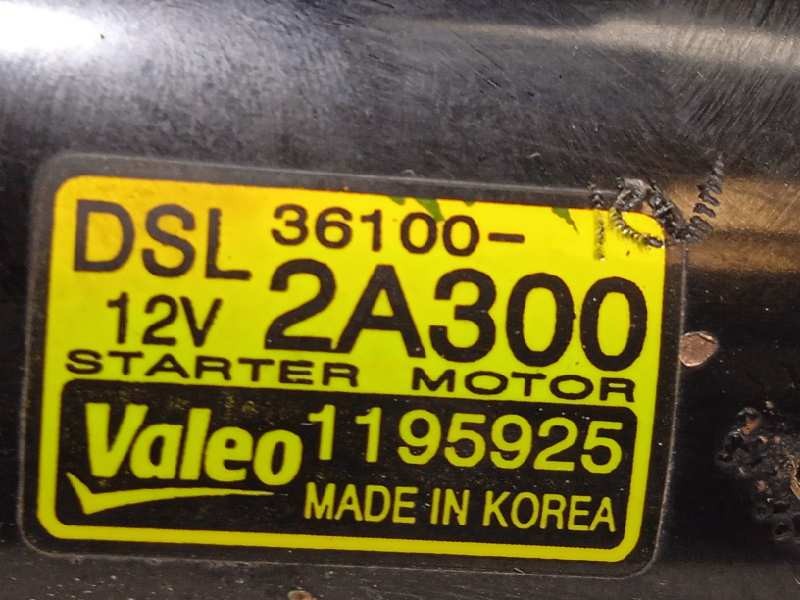 DSL 36100-
12V 2A300
STARTER MOTOR
Valeo 1195925
MADE IN KOREA